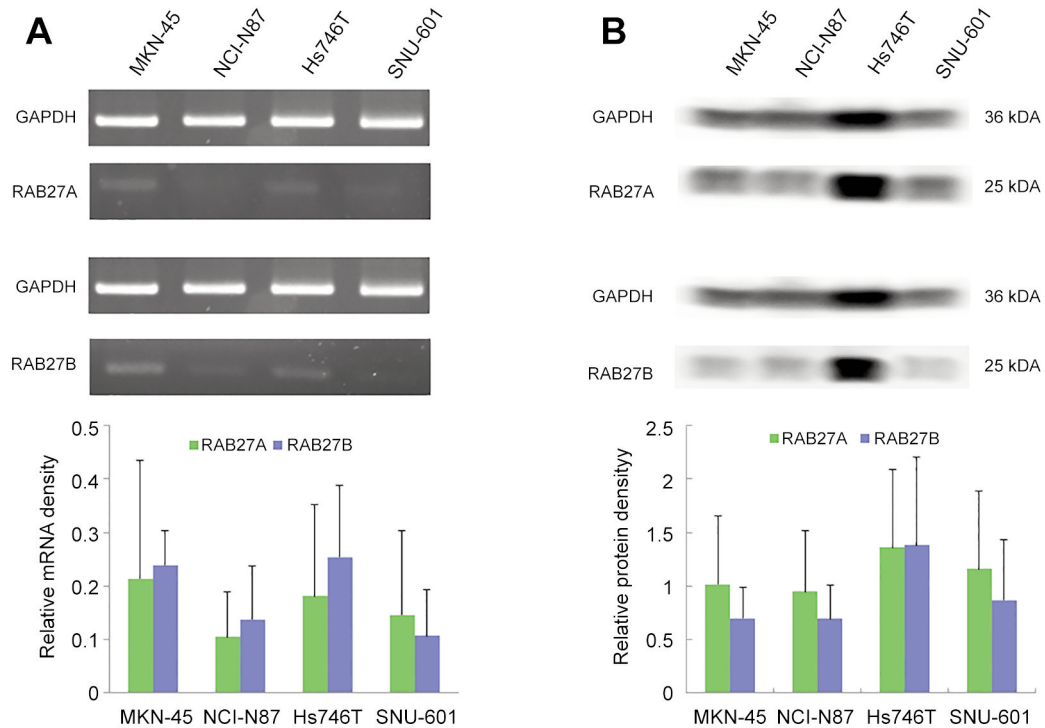 A
MKN-45 NCI-N87 Hs746T SNU-601
GAPDH
RAB27A
GAPDH
RAB27B
0.5
0.4
0.3
0.2
0.1
0
Relative mRNA density
RAB27A RAB27B
MKN-45 NCI-N87 Hs746T SNU-601
B
MKN-45 NCI-N87 Hs746T SNU-601
GAPDH 36 kDA
RAB27A 25 kDA
GAPDH 36 kDA
RAB27B 25 kDA
2.5
2
1.5
1
0.5
0
Relative protein densityy
RAB27A RAB27B
MKN-45 NCI-N87 Hs746T SNU-601